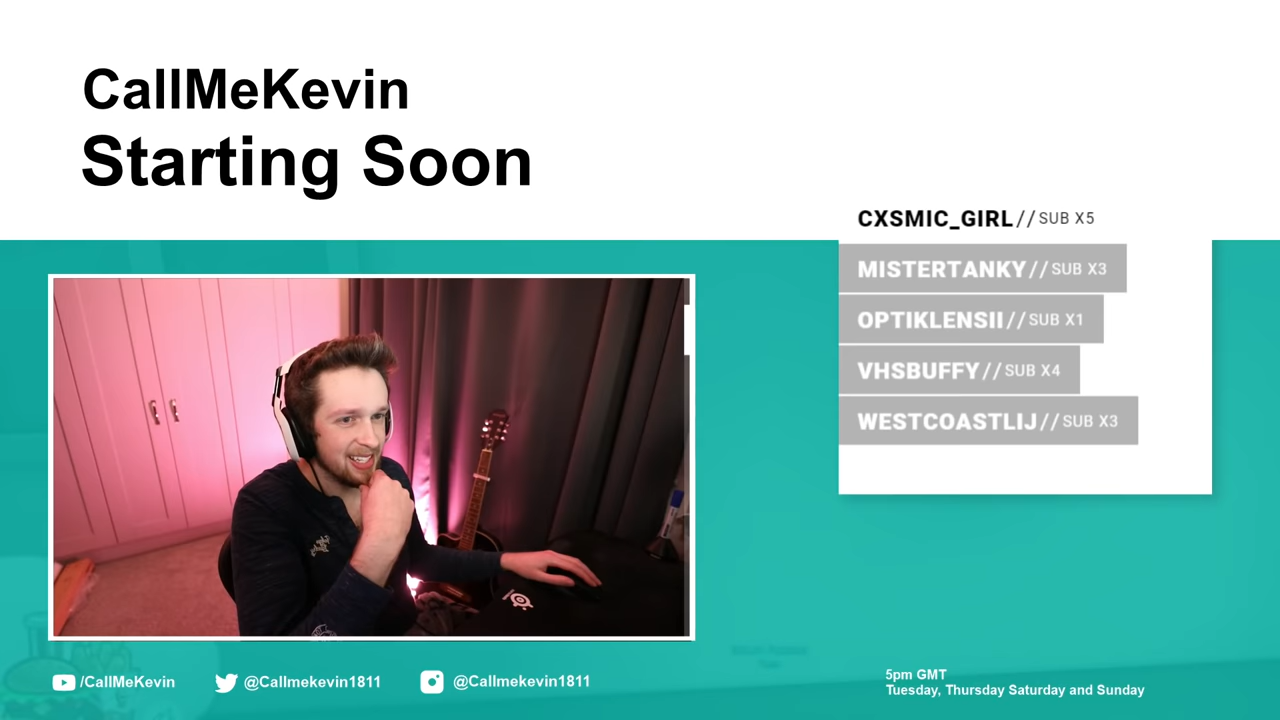 CallMeKevin
Starting Soon
CXSMIC_GIRL// SUB X5
MISTERTANKY// SUB X3
OPTIKLENSII// SUB X1
VHSBUFFY// SUB X4
WESTCOASTLIJ// SUB X3
/CallMeKevin
@Callmekevin1811
@Callmekevin1811
5pm GMT
Tuesday, Thursday Saturday and Sunday